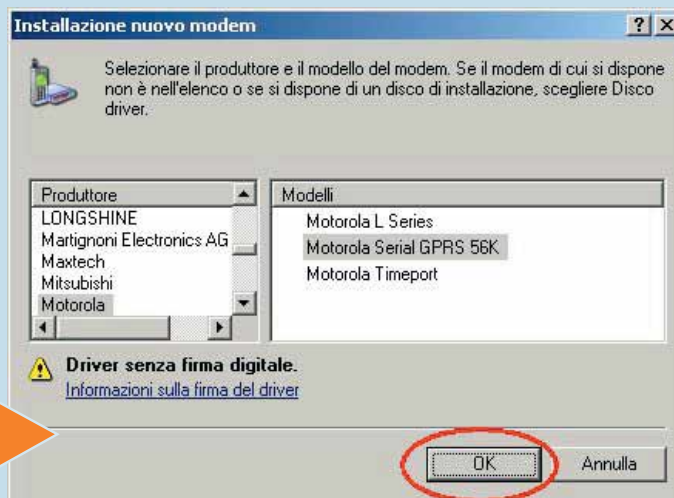 Installazione nuovo modem
Selezionare il produttore e il modello del modem. Se il modem di cui si dispone
non è nell'elenco o se si dispone di un disco di installazione, scegliere Disco
driver.
Produttore
LONGSHINE
Martignoni Electronics AG
Maxtech
Mitsubishi
Motorola
Modelli
Motorola L Series
Motorola Serial GPRS 56K
Motorola Timeport
Driver senza firma digitale.
Informazioni sulla firma del driver
OK
Annulla